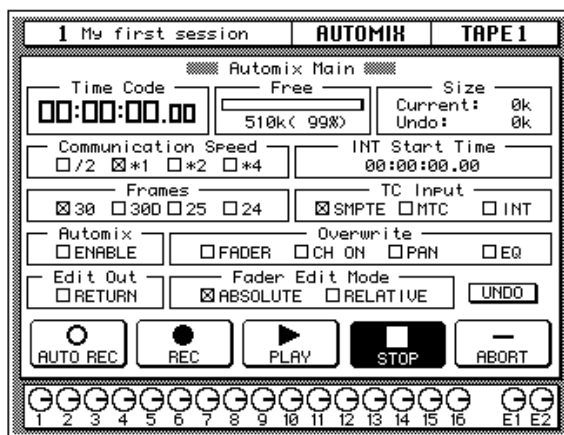 1 My first session AUTOMIX TAPE1
Automix Main
Time Code Free Size
00:00:00.00 Current: 0k
510k( 99%) Undo: 0k
Communication Speed INT Start Time
/2 *1 *2 *4 00:00:00.00
Frames TC Input
30 30D 25 24 SMPTE MTC INT
Automix Overwrite
ENABLE FADER CH ON PAN EQ
Edit Out Fader Edit Mode
RETURN ABSOLUTE RELATIVE UNDO
AUTO REC REC PLAY STOP ABORT
1 2 3 4 5 6 7 8 9 10 11 12 13 14 15 16 E1 E2